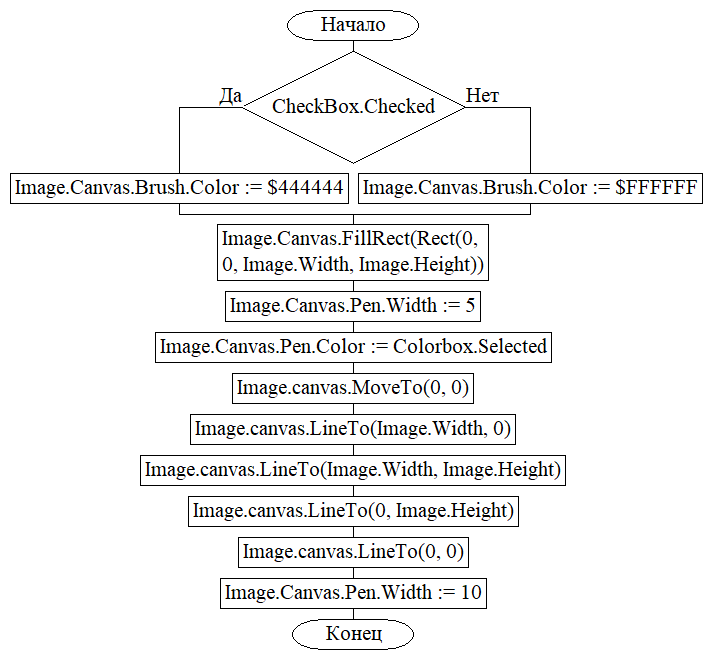 Начало
CheckBox.Checked
Да
Нет
Image.Canvas.Brush.Color := $444444
Image.Canvas.Brush.Color := $FFFFFF
Image.Canvas.FillRect(Rect(0,
0, Image.Width, Image.Height))
Image.Canvas.Pen.Width := 5
Image.Canvas.Pen.Color := Colorbox.Selected
Image.canvas.MoveTo(0, 0)
Image.canvas.LineTo(Image.Width, 0)
Image.canvas.LineTo(Image.Width, Image.Height)
Image.canvas.LineTo(0, Image.Height)
Image.canvas.LineTo(0, 0)
Image.Canvas.Pen.Width := 10
Конец